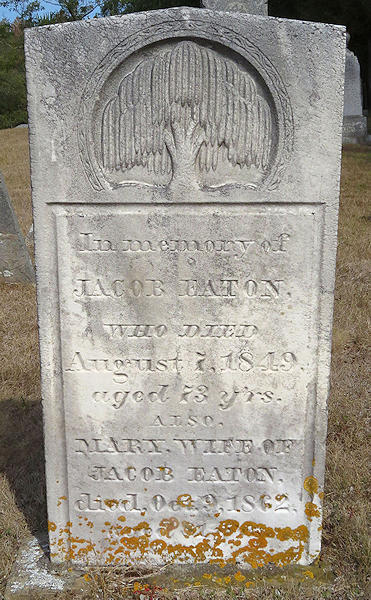 In memory of
JACOB EATON.
WHO DIED
August 7, 1849.
aged 73 y'rs.
ALSO.
MARY. WIFE OF
JACOB EATON.
died, Oct. 9, 1862.